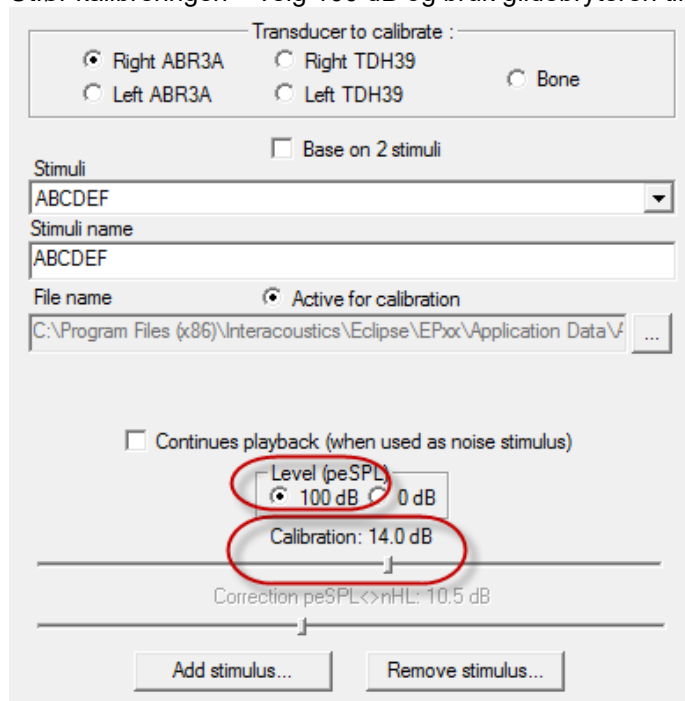 Transducer to calibrate :
Right ABR3A Right TDH39
Bone
Left ABR3A Left TDH39
Base on 2 stimuli
Stimuli
ABCDEF
Stimuli name
ABCDEF
File name Active for calibration
C:\Program Files (x86)\Interacoustics\Eclipse\EPxx\Application Data\ ...
Continues playback (when used as noise stimulus)
Level (peSPL)
100 dB 0 dB
Calibration: 14.0 dB
Correction peSPL<>nHL: 10.5 dB
Add stimulus... Remove stimulus...